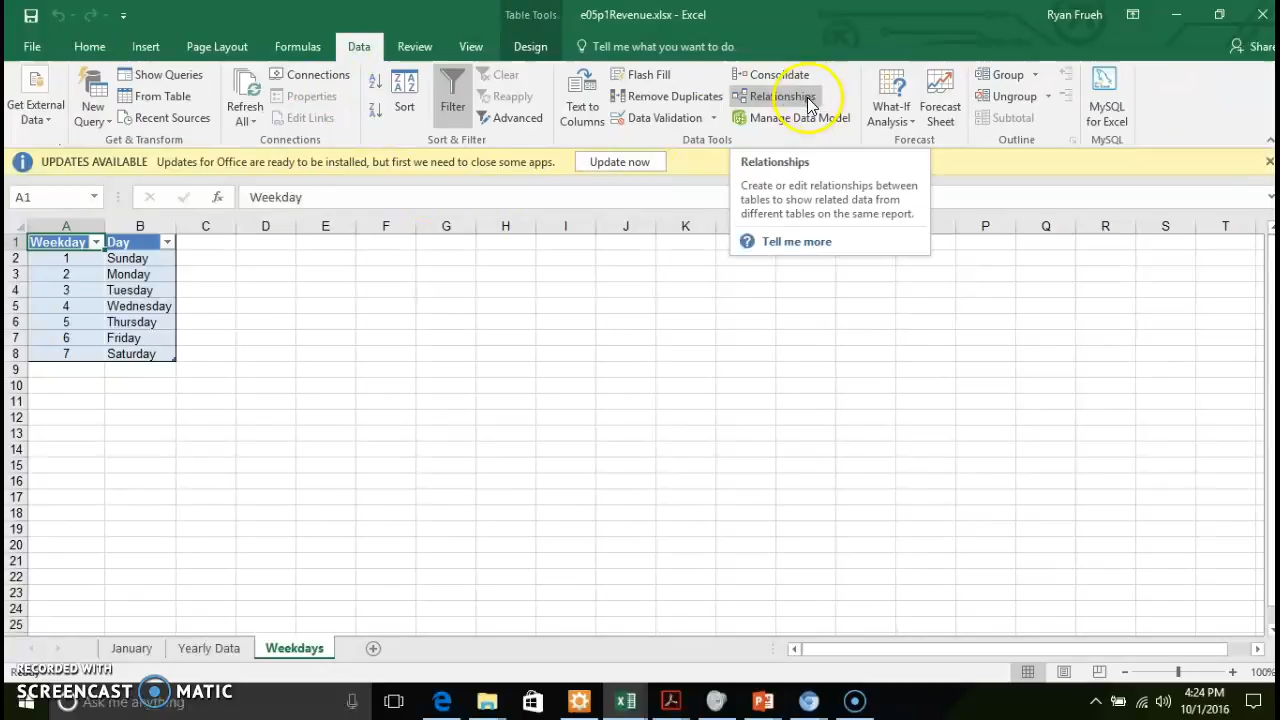 Table Tools
e05p1Revenue.xlsx - Excel
Ryan Frueh
File
Home
Insert
Page Layout
Formulas
Data
Review
View
Design
Tell me what you want to do
Share
Get External
Data
New
Query
Show Queries
From Table
Recent Sources
Get & Transform
Refresh
All
Connections
Properties
Edit Links
Connections
Sort
Filter
Clear
Reapply
Advanced
Sort & Filter
Text to
Columns
Flash Fill
Remove Duplicates
Data Validation
Consolidate
Relationships
Manage Data Model
Data Tools
What-If
Analysis
Forecast
Sheet
Forecast
Group
Ungroup
Subtotal
Outline
MySQL
for Excel
MySQL
UPDATES AVAILABLE Updates for Office are ready to be installed, but first we need to close some apps.
Update now
Relationships
Create or edit relationships between
tables to show related data from
different tables on the same report.
Tell me more
A1
fx
Weekday
A B C D E F G H I J K P Q R S T
1 Weekday Day
2 1 Sunday
3 2 Monday
4 3 Tuesday
5 4 Wednesday
6 5 Thursday
7 6 Friday
8 7 Saturday
9
10
11
12
13
14
15
16
17
18
19
20
21
22
23
24
25
January
Yearly Data
Weekdays
100%
RECORDED WITH
SCREENCAST MATIC
Ask me anything
4:24 PM
10/1/2016